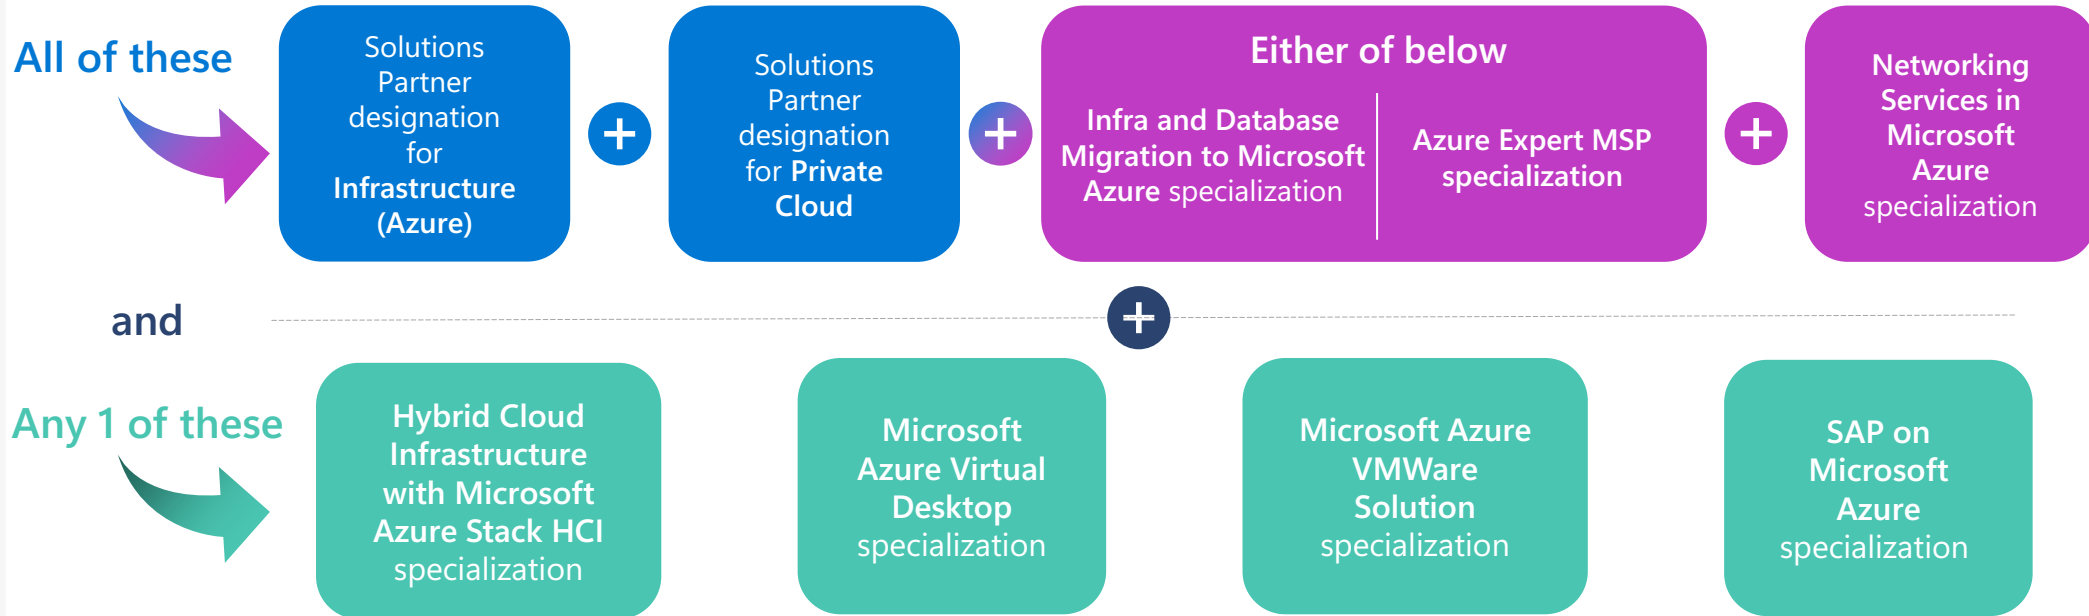 All of these
Solutions
Partner
designation
for
Infrastructure
(Azure)
+
Solutions
Partner
designation
for Private
Cloud
+
Either of below
Infra and Database
Migration to Microsoft
Azure specialization
Azure Expert MSP
specialization
+
Networking
Services in
Microsoft
Azure
specialization
and
+
Any 1 of these
Hybrid Cloud
Infrastructure
with Microsoft
Azure Stack HCI
specialization
Microsoft
Azure Virtual
Desktop
specialization
Microsoft Azure
VMWare
Solution
specialization
SAP on
Microsoft
Azure
specialization